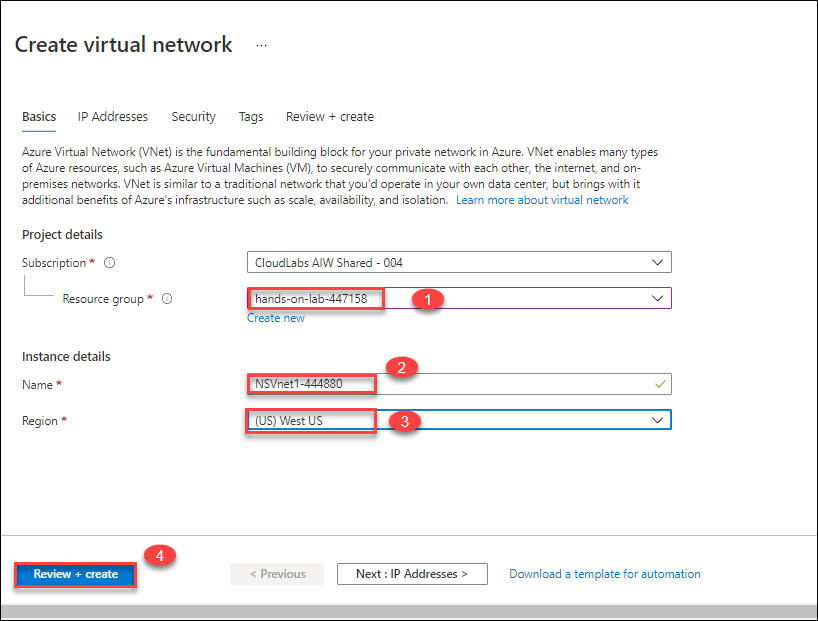 Create virtual network ...
Basics IP Addresses Security Tags Review + create
Azure Virtual Network (VNet) is the fundamental building block for your private network in Azure. VNet enables many types
of Azure resources, such as Azure Virtual Machines (VM), to securely communicate with each other, the internet, and on-
premises networks. VNet is similar to a traditional network that you'd operate in your own data center, but brings with it
additional benefits of Azure's infrastructure such as scale, availability, and isolation. Learn more about virtual network
Project details
Subscription * CloudLabs AIW Shared - 004
Resource group * hands-on-lab-447158 1
Create new
Instance details
2
Name * NSVnet1-444880
Region * (US) West US 3
4
Review + create < Previous Next : IP Addresses > Download a template for automation